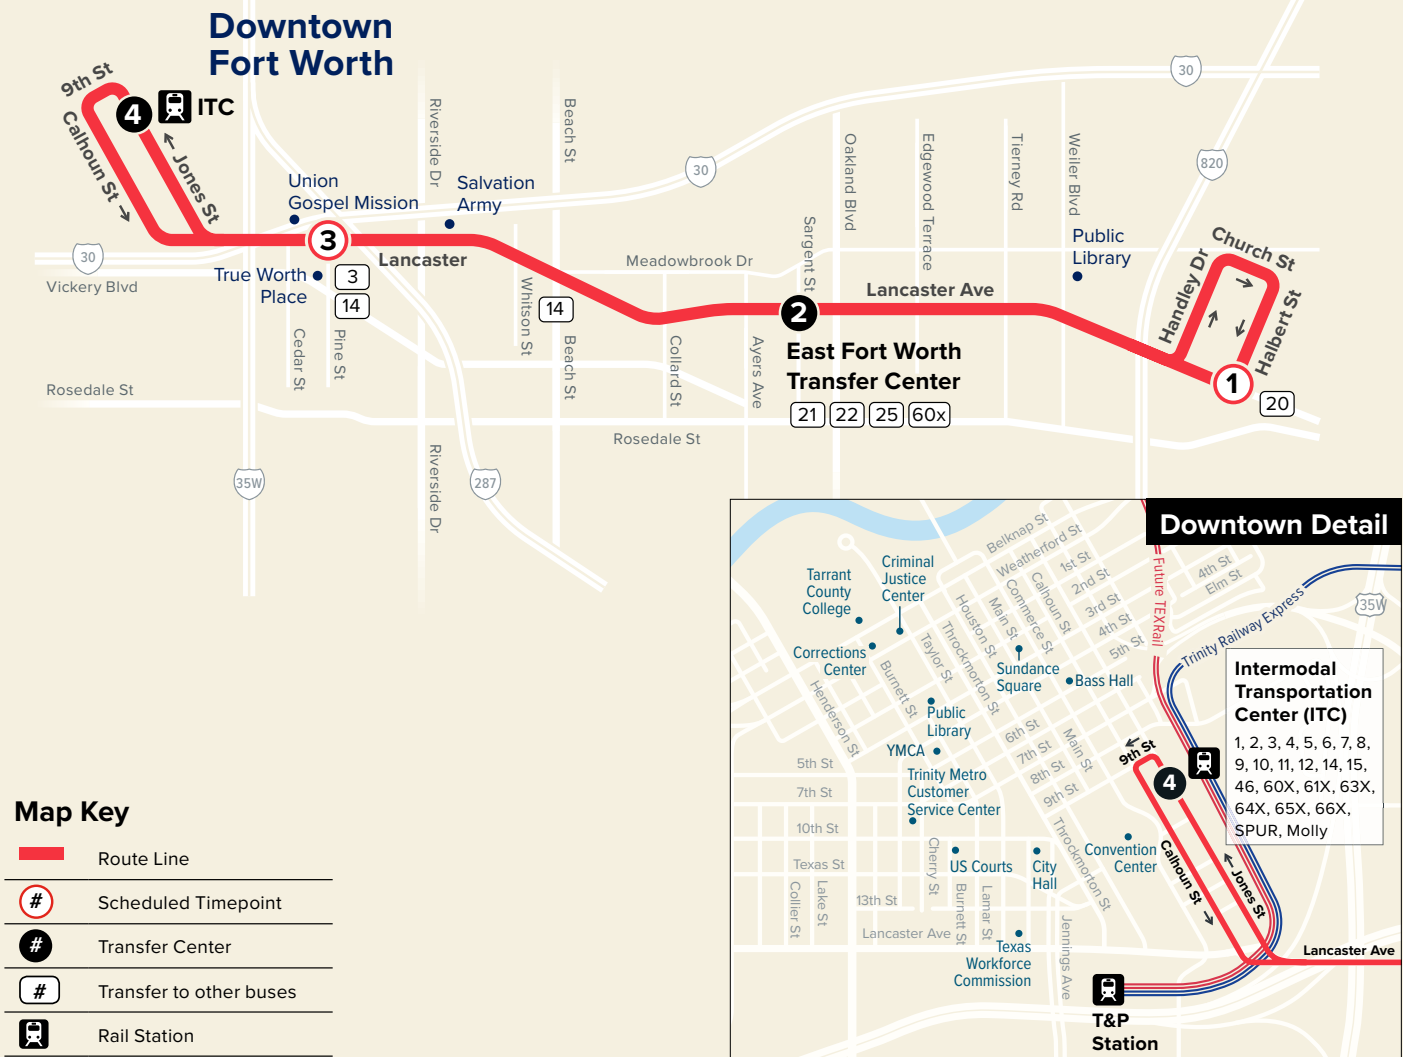 Downtown
Fort Worth
9th St
4
ITC
Calhoun St
Jones St
Union
Gospel Mission
Salvation
Army
Riverside Dr
Beach St
30
30
820
30
3
Lancaster
True Worth
Place
3
14
Vickery Blvd
Cedar St
Pine St
Whitson St
14
Beach St
Meadowbrook Dr
Collard St
Ayers Ave
Sargent St
Oakland Blvd
Edgewood Terrace
Tierney Rd
Weiler Blvd
Public
Library
Lancaster Ave
2
East Fort Worth
Transfer Center
21
22
25
60x
Church St
Handley Dr
Halbert St
1
20
Rosedale St
Rosedale St
35W
Riverside Dr
287
Map Key
Route Line
#
Scheduled Timepoint
#
Transfer Center
#
Transfer to other buses
Rail Station
Downtown Detail
Belknap St
Weatherford St
1st St
2nd St
3rd St
4th St
5th St
4th St
Elm St
Future TEXRail
Trinity Railway Express
35W
Criminal
Justice
Center
Tarrant
County
College
Corrections
Center
Henderson St
Burnett St
Taylor St
Throckmorton St
Houston St
Main St
Commerce St
Calhoun St
Sundance
Square
Bass Hall
Public
Library
YMCA
Trinity Metro
Customer
Service Center
6th St
7th St
8th St
9th St
Main St
9th St
4
Intermodal
Transportation
Center (ITC)
1, 2, 3, 4, 5, 6, 7, 8,
9, 10, 11, 12, 14, 15,
46, 60X, 61X, 63X,
64X, 65X, 66X,
SPUR, Molly
5th St
7th St
10th St
Texas St
13th St
Lancaster Ave
Collier St
Lake St
Cherry St
Burnett St
Lamar St
Jennings Ave
Throckmorton St
US Courts
City
Hall
Convention
Center
Calhoun St
Jones St
Texas
Workforce
Commission
Lancaster Ave
T&P
Station